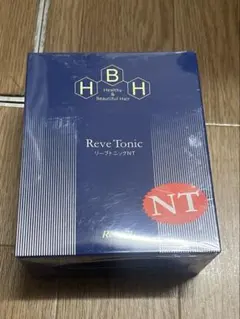 B
H H
Healthy
&
Beautiful Hair
Reve Tonic
リーブトニックNT
NT